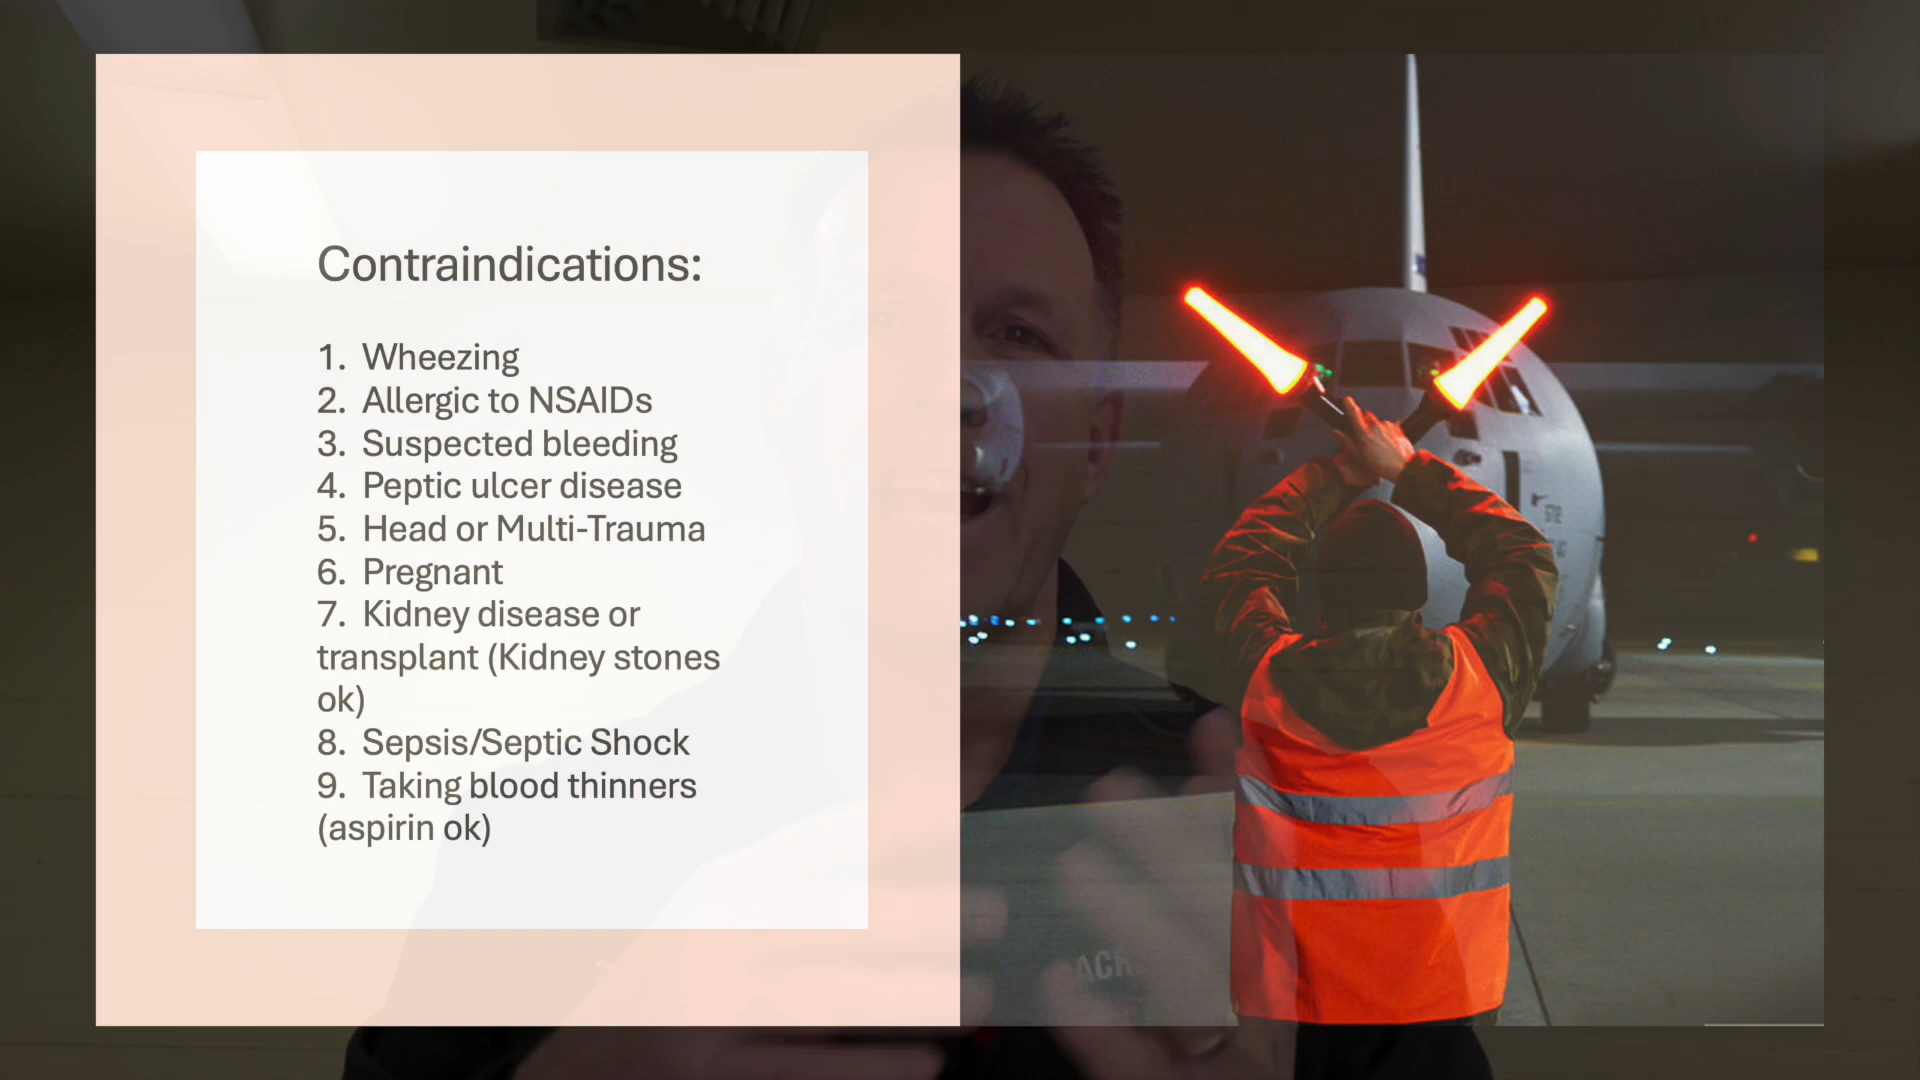 Contraindications:
1. Wheezing
2. Allergic to NSAIDs
3. Suspected bleeding
4. Peptic ulcer disease
5. Head or Multi-Trauma
6. Pregnant
7. Kidney disease or
transplant (Kidney stones
ok)
8. Sepsis/Septic Shock
9. Taking blood thinners
(aspirin ok)